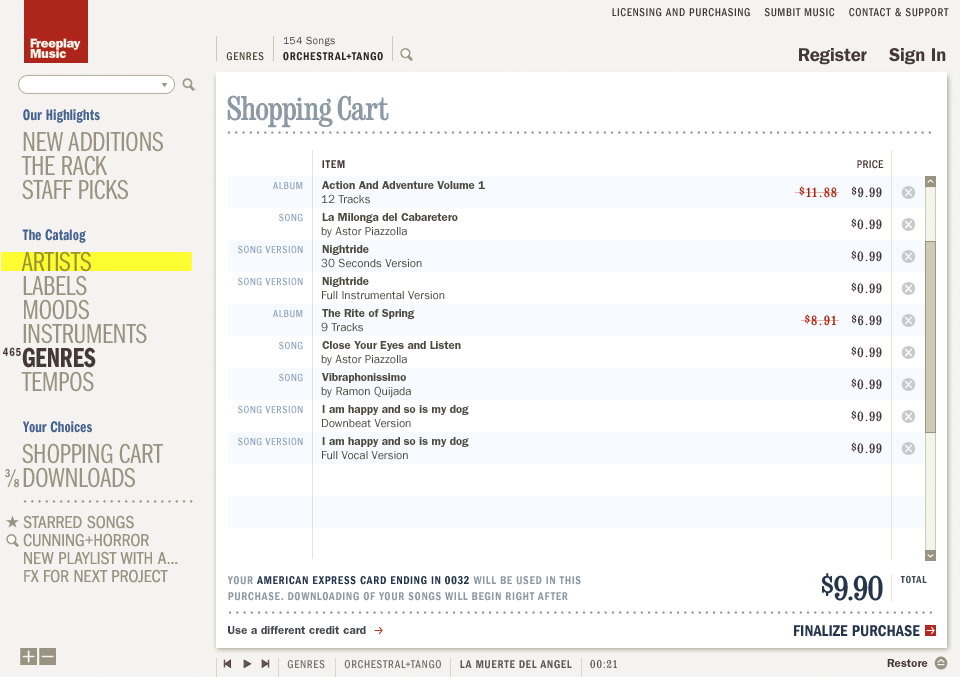 LICENSING AND PURCHASING SUMBIT MUSIC CONTACT & SUPPORT
Freeplay
Music
GENRES
154 Songs
ORCHESTRAL+TANGO
Register Sign In
Our Highlights
NEW ADDITIONS
THE RACK
STAFF PICKS
The Catalog
ARTISTS
LABELS
MOODS
INSTRUMENTS
465 GENRES
TEMPOS
Your Choices
SHOPPING CART
3/8 DOWNLOADS
STARRED SONGS
CUNNING+HORROR
NEW PLAYLIST WITH A...
FX FOR NEXT PROJECT
Shopping Cart
ITEM PRICE
ALBUM Action And Adventure Volume 1 $11.88 $9.99
12 Tracks
SONG La Milonga del Cabaretero $0.99
by Astor Piazzolla
SONG VERSION Nightride $0.99
30 Seconds Version
SONG VERSION Nightride $0.99
Full Instrumental Version
ALBUM The Rite of Spring $8.91 $6.99
9 Tracks
SONG Close Your Eyes and Listen $0.99
by Astor Piazzolla
SONG Vibraphonissimo $0.99
by Ramon Quijada
SONG VERSION I am happy and so is my dog $0.99
Downbeat Version
SONG VERSION I am happy and so is my dog $0.99
Full Vocal Version
YOUR AMERICAN EXPRESS CARD ENDING IN 0032 WILL BE USED IN THIS
PURCHASE. DOWNLOADING OF YOUR SONGS WILL BEGIN RIGHT AFTER
$9.90 TOTAL
Use a different credit card
FINALIZE PURCHASE
GENRES ORCHESTRAL+TANGO LA MUERTE DEL ANGEL 00:21
Restore